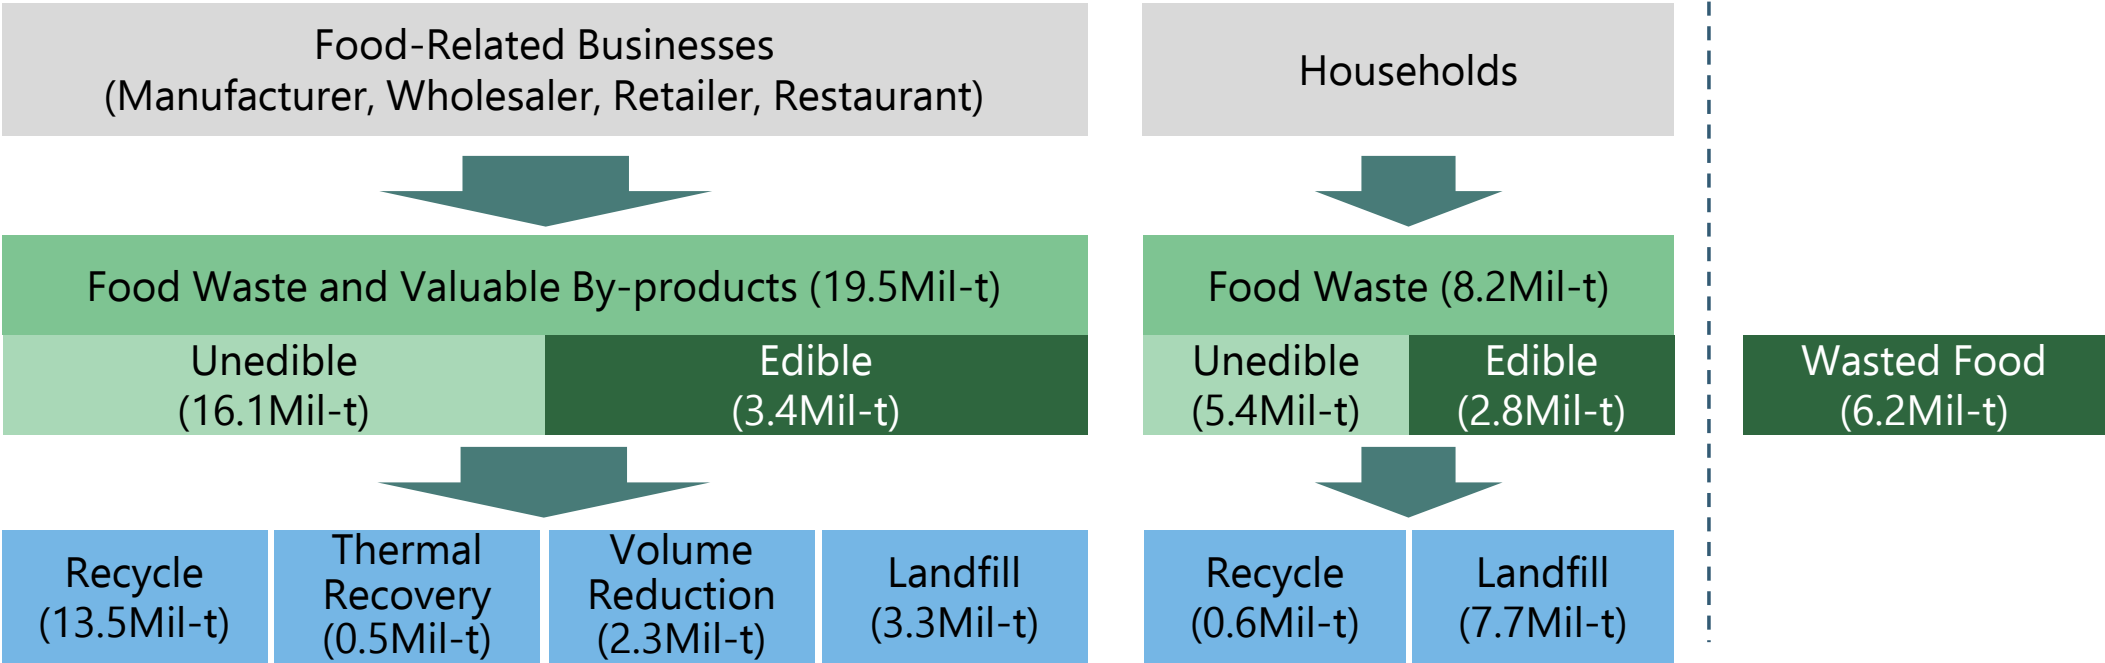 Food-Related Businesses
(Manufacturer, Wholesaler, Retailer, Restaurant)
Households
Food Waste and Valuable By-products (19.5Mil-t)
Food Waste (8.2Mil-t)
Unedible
(16.1Mil-t)
Edible
(3.4Mil-t)
Unedible
(5.4Mil-t)
Edible
(2.8Mil-t)
Wasted Food
(6.2Mil-t)
Recycle
(13.5Mil-t)
Thermal
Recovery
(0.5Mil-t)
Volume
Reduction
(2.3Mil-t)
Landfill
(3.3Mil-t)
Recycle
(0.6Mil-t)
Landfill
(7.7Mil-t)